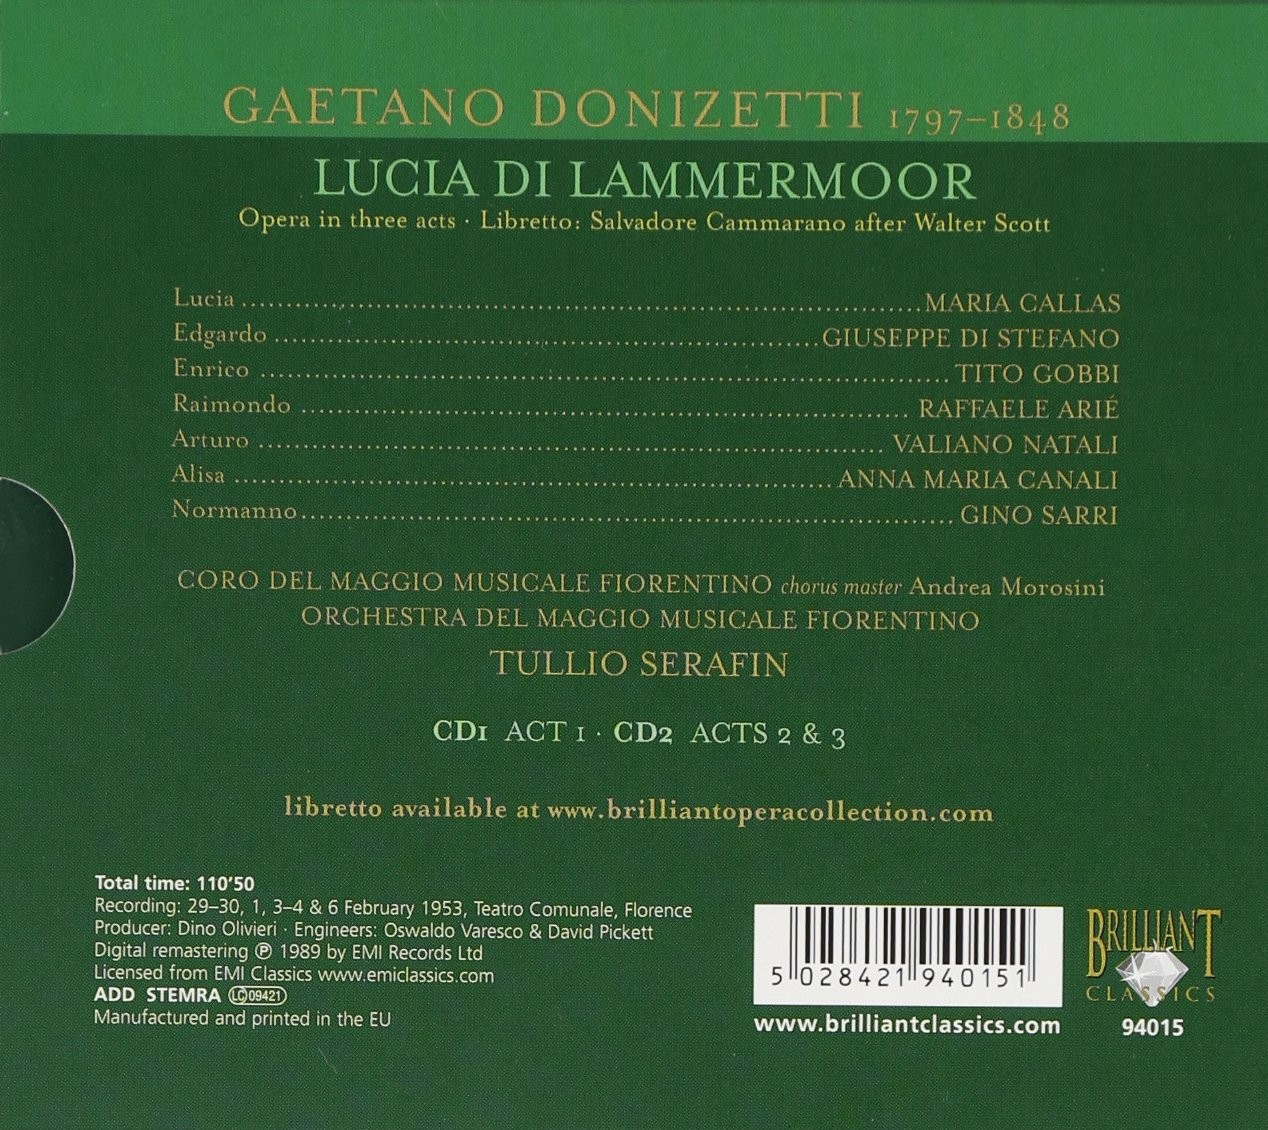 GAETANO DONIZETTI 1797–1848
LUCIA DI LAMMERMOOR
Opera in three acts · Libretto: Salvadore Cammarano after Walter Scott
Lucia ........ MARIA CALLAS
Edgardo ........ GIUSEPPE DI STEFANO
Enrico ........ TITO GOBBI
Raimondo ........ RAFFAELE ARIÉ
Arturo ........ VALIANO NATALI
Alisa ........ ANNA MARIA CANALI
Normanno ........ GINO SARRI
CORO DEL MAGGIO MUSICALE FIORENTINO chorus master Andrea Morosini
ORCHESTRA DEL MAGGIO MUSICALE FIORENTINO
TULLIO SERAFIN
CD1 ACT 1 · CD2 ACTS 2 & 3
libretto available at www.brilliantoperacollection.com
Total time: 110'50
Recording: 29–30, 1, 3–4 & 6 February 1953, Teatro Comunale, Florence
Producer: Dino Olivieri · Engineers: Oswaldo Varesco & David Pickett
Digital remastering ℗ 1989 by EMI Records Ltd
Licensed from EMI Classics www.emiclassics.com
ADD STEMRA LC 09421
Manufactured and printed in the EU
5 028421 940151
www.brilliantclassics.com
BRILLIANT
CLASSICS
94015